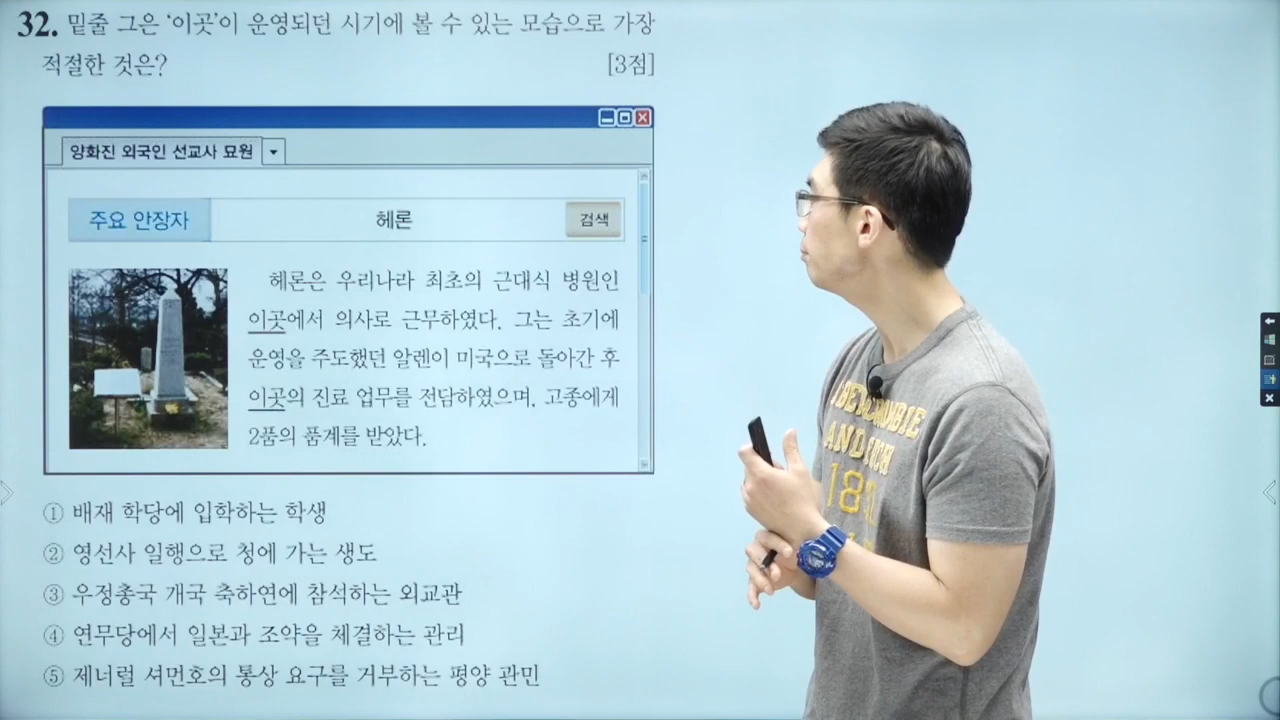 32. 밑줄 그은 '이곳'이 운영되던 시기에 볼 수 있는 모습으로 가장
적절한 것은? [3점]
양화진 외국인 선교사 묘원
주요 안장자 헤론 검색
헤론은 우리나라 최초의 근대식 병원인
이곳에서 의사로 근무하였다. 그는 초기에
운영을 주도했던 알렌이 미국으로 돌아간 후
이곳의 진료 업무를 전담하였으며, 고종에게
2품의 품계를 받았다.
① 배재 학당에 입학하는 학생
② 영선사 일행으로 청에 가는 생도
③ 우정총국 개국 축하연에 참석하는 외교관
④ 연무당에서 일본과 조약을 체결하는 관리
⑤ 제너럴 셔먼호의 통상 요구를 거부하는 평양 관민